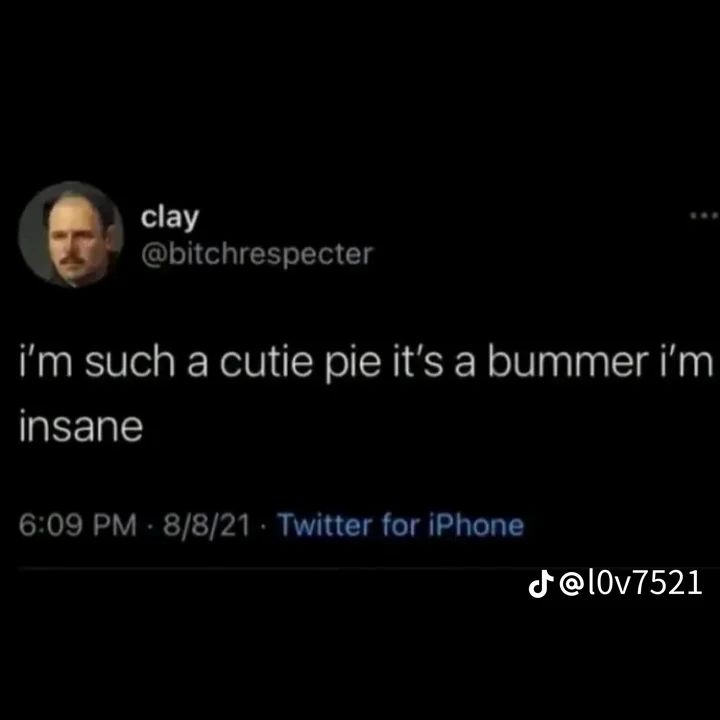 clay
@bitchrespecter
i'm such a cutie pie it's a bummer i'm
insane
6:09 PM · 8/8/21 · Twitter for iPhone
@l0v7521